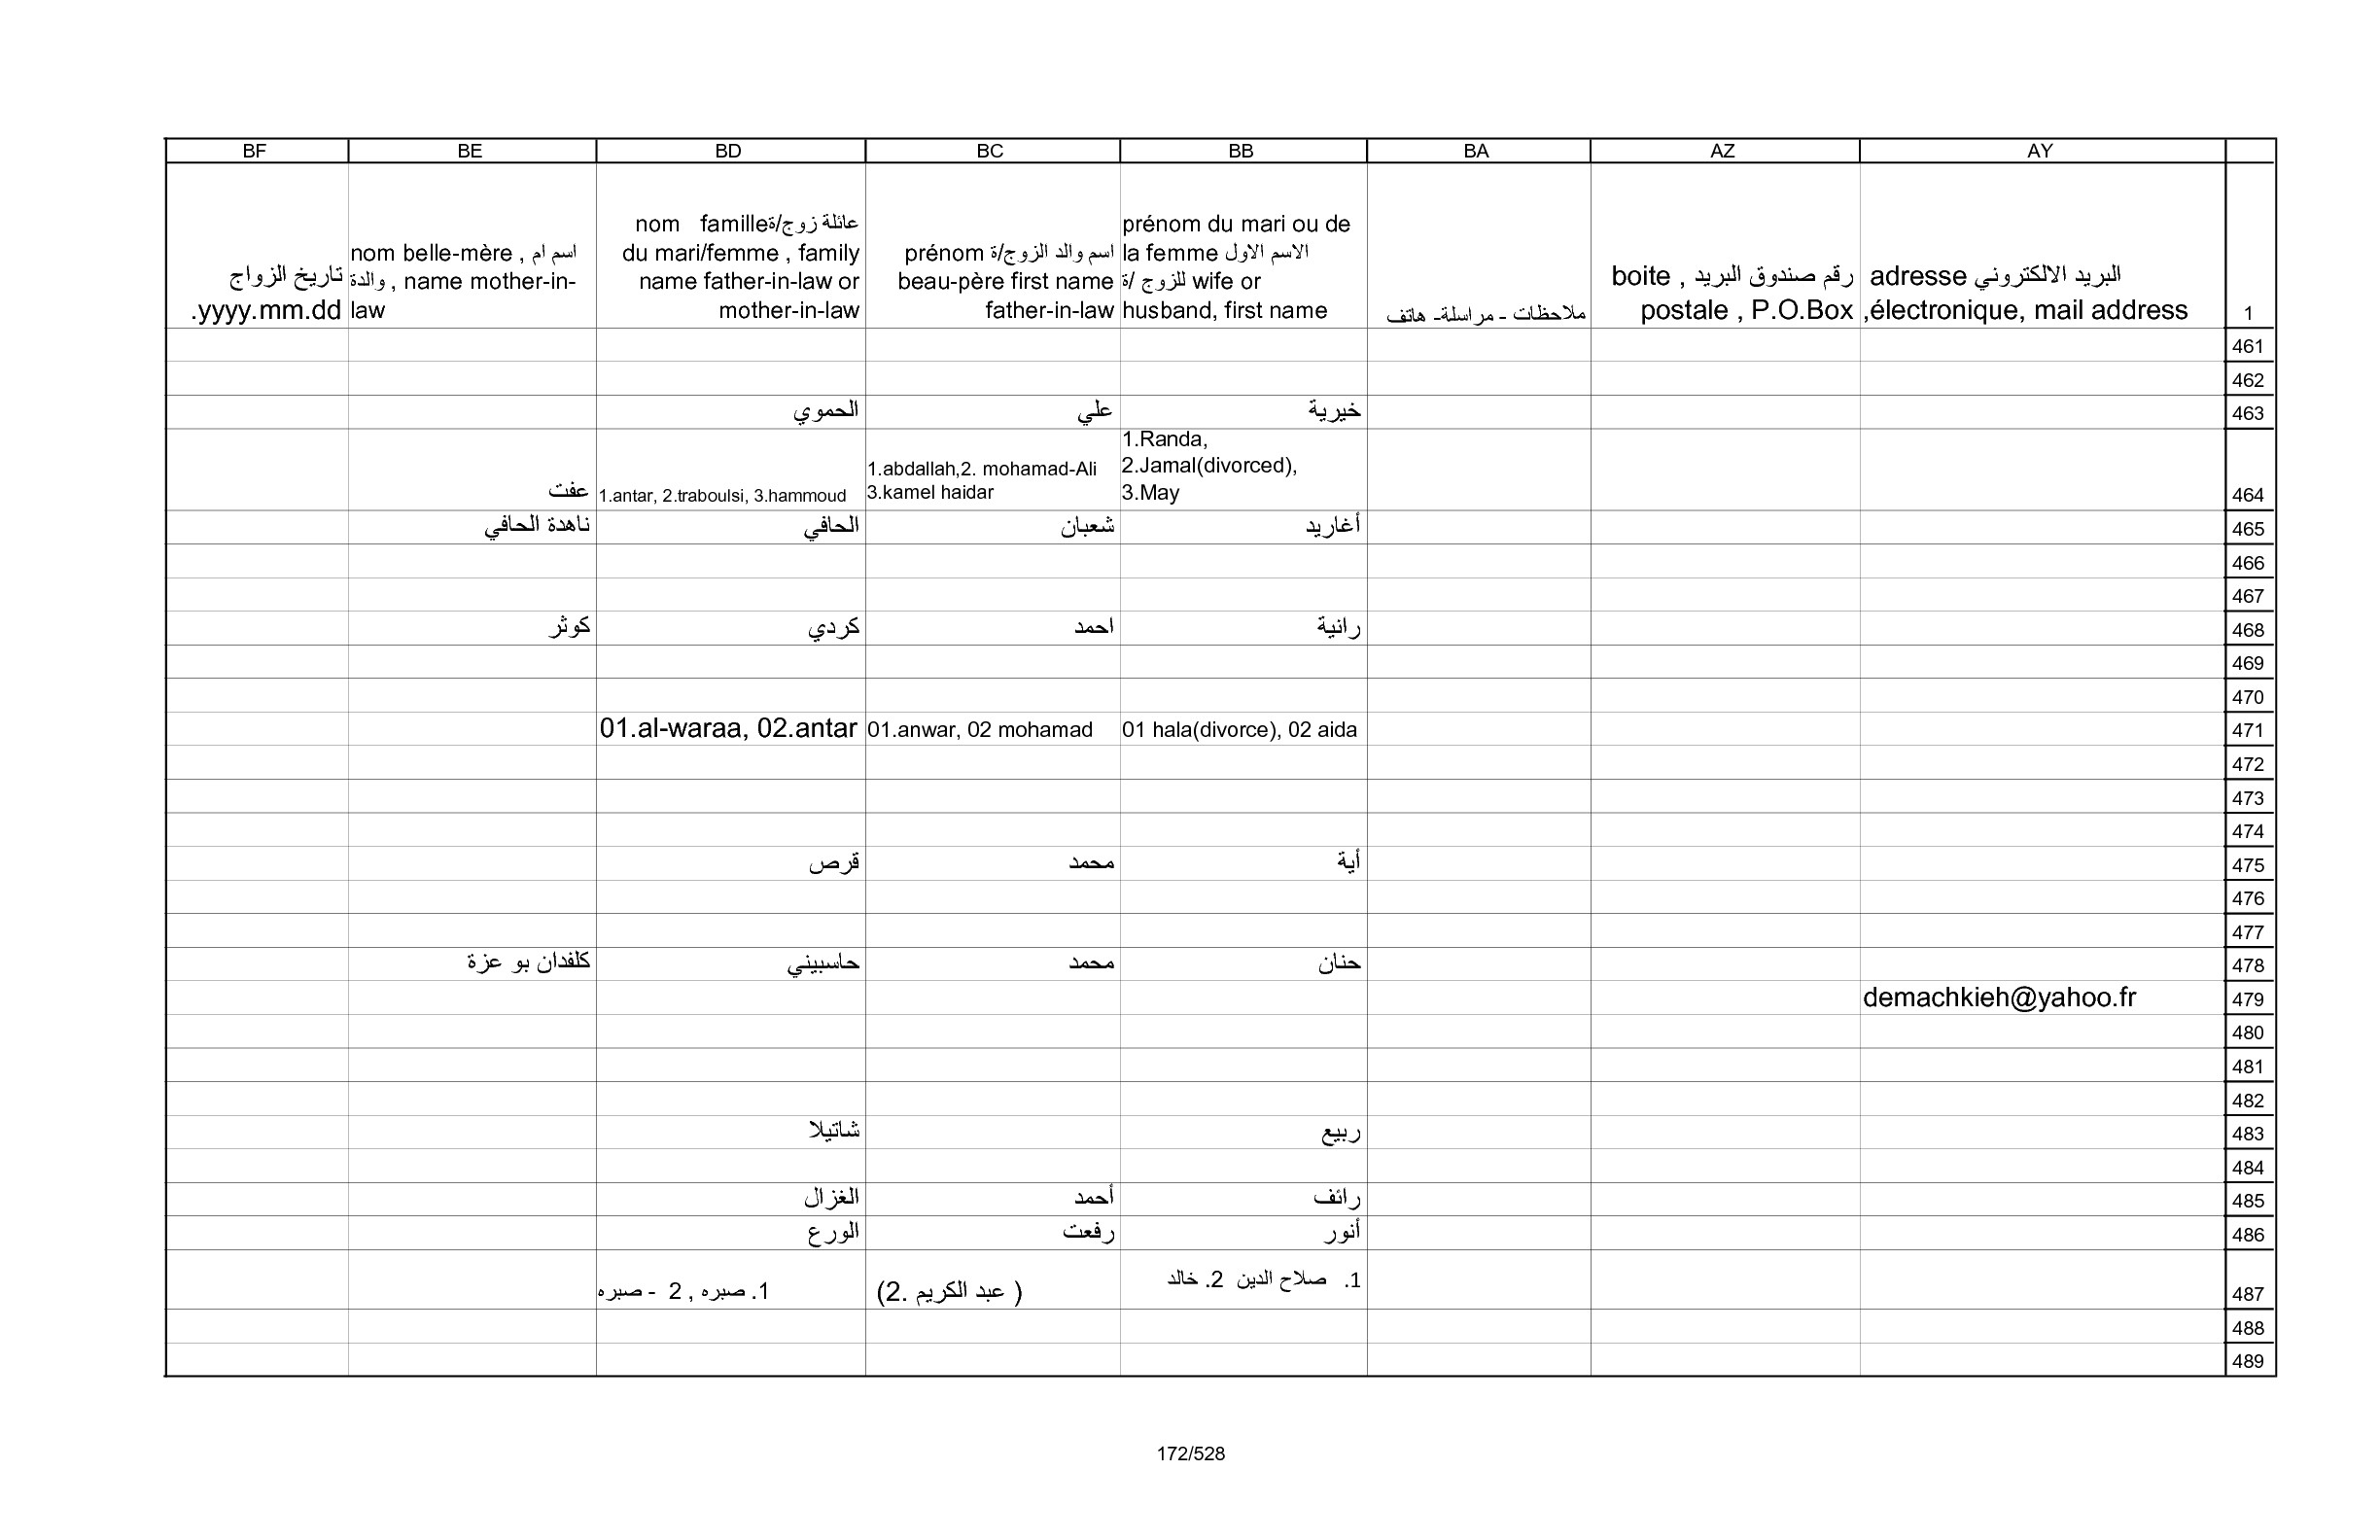 BF BE BD BC BB BA AZ AY
تاريخ الزواج
yyyy.mm.dd.
nom belle-mère , اسم ام
والدة , name mother-in-
law
nom famille عائلة زوج/ة
du mari/femme , family
name father-in-law or
mother-in-law
prénom اسم والد الزوج/ة
beau-père first name
father-in-law
prénom du mari ou de
la femme الاسم الاول
للزوج /ة wife or
husband, first name
ملاحظات - مراسلة- هاتف
boite , رقم صندوق البريد
postale , P.O.Box
adresse البريد الالكتروني
,électronique, mail address
1
461
462
الحموي علي خيرية 463
عفت
1.antar, 2.traboulsi, 3.hammoud
1.abdallah,2. mohamad-Ali
3.kamel haidar
1.Randa,
2.Jamal(divorced),
3.May
464
ناهدة الحافي الحافي شعبان أغاريد 465
466
467
كوثر كردي احمد رانية 468
469
470
01.al-waraa, 02.antar 01.anwar, 02 mohamad 01 hala(divorce), 02 aida 471
472
473
474
قرص محمد أية 475
476
477
كلفدان بو عزة حاسبيني محمد حنان 478
demachkieh@yahoo.fr 479
480
481
482
شاتيلا ربيع 483
484
الغزال أحمد رائف 485
الورع رفعت أنور 486
1. صبره , 2 - صبره
( عبد الكريم .2)
1. صلاح الدين 2. خالد
487
488
489
172/528